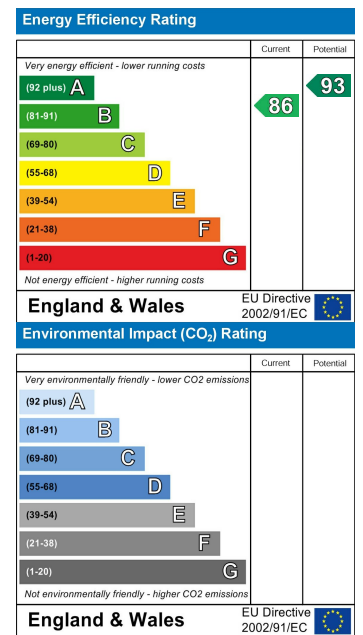 Energy Efficiency Rating
Current Potential
Very energy efficient - lower running costs
(92 plus) A
(81-91) B
(69-80) C
(55-68) D
(39-54) E
(21-38) F
(1-20) G
86
93
Not energy efficient - higher running costs
England & Wales
EU Directive
2002/91/EC
Environmental Impact (CO₂) Rating
Current Potential
Very environmentally friendly - lower CO2 emissions
(92 plus) A
(81-91) B
(69-80) C
(55-68) D
(39-54) E
(21-38) F
(1-20) G
Not environmentally friendly - higher CO2 emissions
England & Wales
EU Directive
2002/91/EC